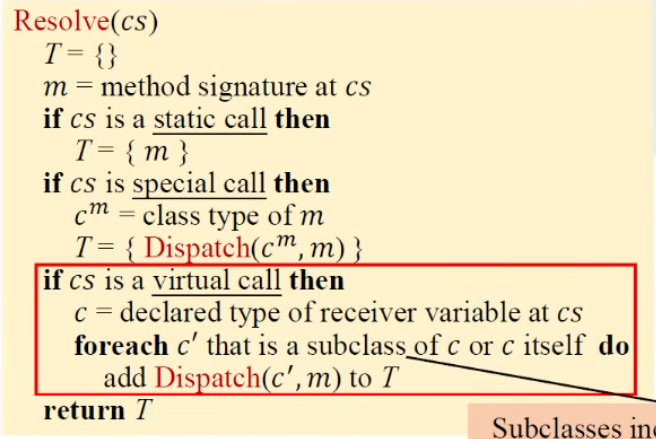 Resolve(cs)
T = {}
m = method signature at cs
if cs is a static call then
T = { m }
if cs is special call then
cᵐ = class type of m
T = { Dispatch(cᵐ, m) }
if cs is a virtual call then
c = declared type of receiver variable at cs
foreach c′ that is a subclass of c or c itself do
add Dispatch(c′, m) to T
return T
Subclasses